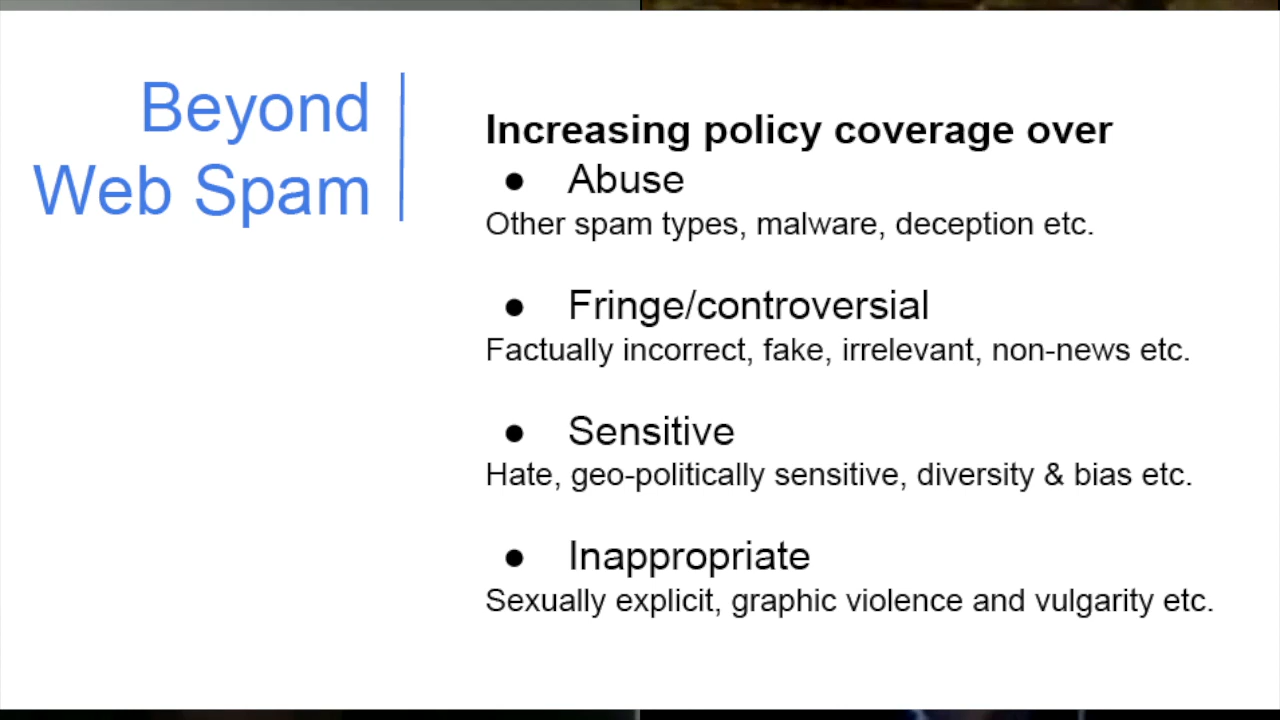 Beyond
Web Spam
Increasing policy coverage over
● Abuse
Other spam types, malware, deception etc.
● Fringe/controversial
Factually incorrect, fake, irrelevant, non-news etc.
● Sensitive
Hate, geo-politically sensitive, diversity & bias etc.
● Inappropriate
Sexually explicit, graphic violence and vulgarity etc.